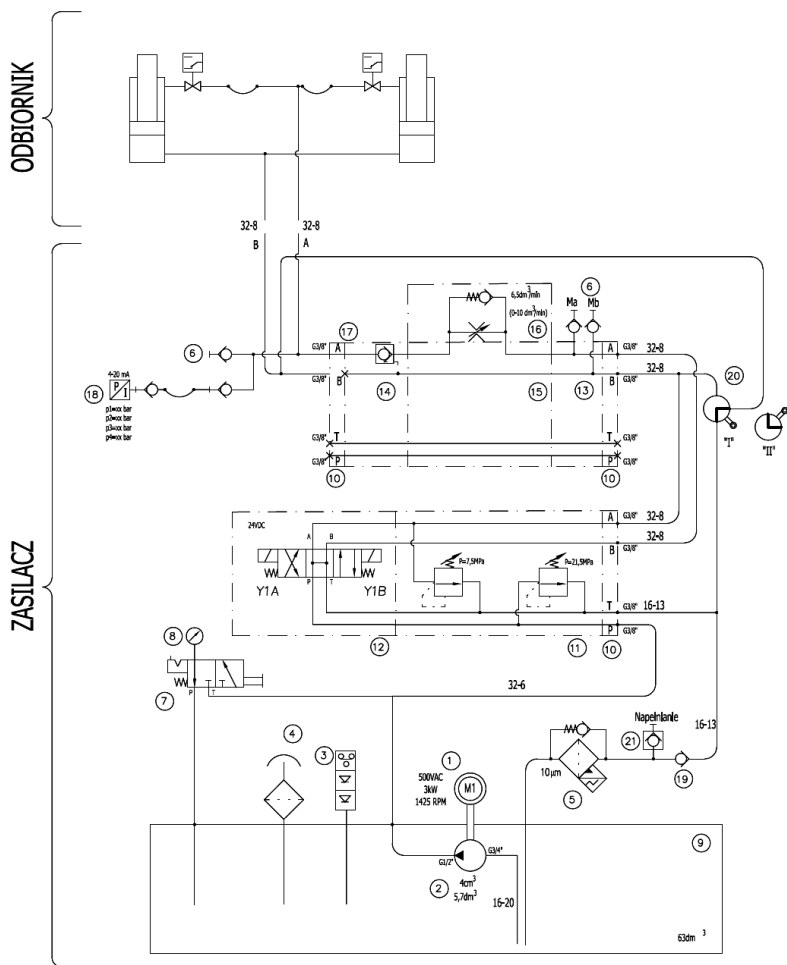 ODBIORNIK
32-8
32-8
B
A
6,5dm³/min
(0-10 dm³/min)
6
Ma
Mb
16
17
G3/8"
A
A
G3/8"
32-8
6
4-20 mA
18
P
I
p1=xx bar
p2=xx bar
p3=xx bar
p4=xx bar
G3/8"
B
14
15
13
B
G3/8"
32-8
20
"I"
"II"
G3/8"
T
T
G3/8"
G3/8"
P
P
G3/8"
10
10
ZASILACZ
24VDC
A
B
P
T
Y1A
Y1B
P=7,5MPa
P=21,5MPa
A
G3/8"
32-8
32-8
B
G3/8"
T
G3/8"
16-13
P
G3/8"
12
11
10
8
7
P
T
32-6
4
3
1
500VAC
3kW
1425 RPM
M1
10µm
5
Napełnianie
21
19
16-13
9
G1/2"
G3/4"
2
4cm³
5,7dm³
16-20
63dm³